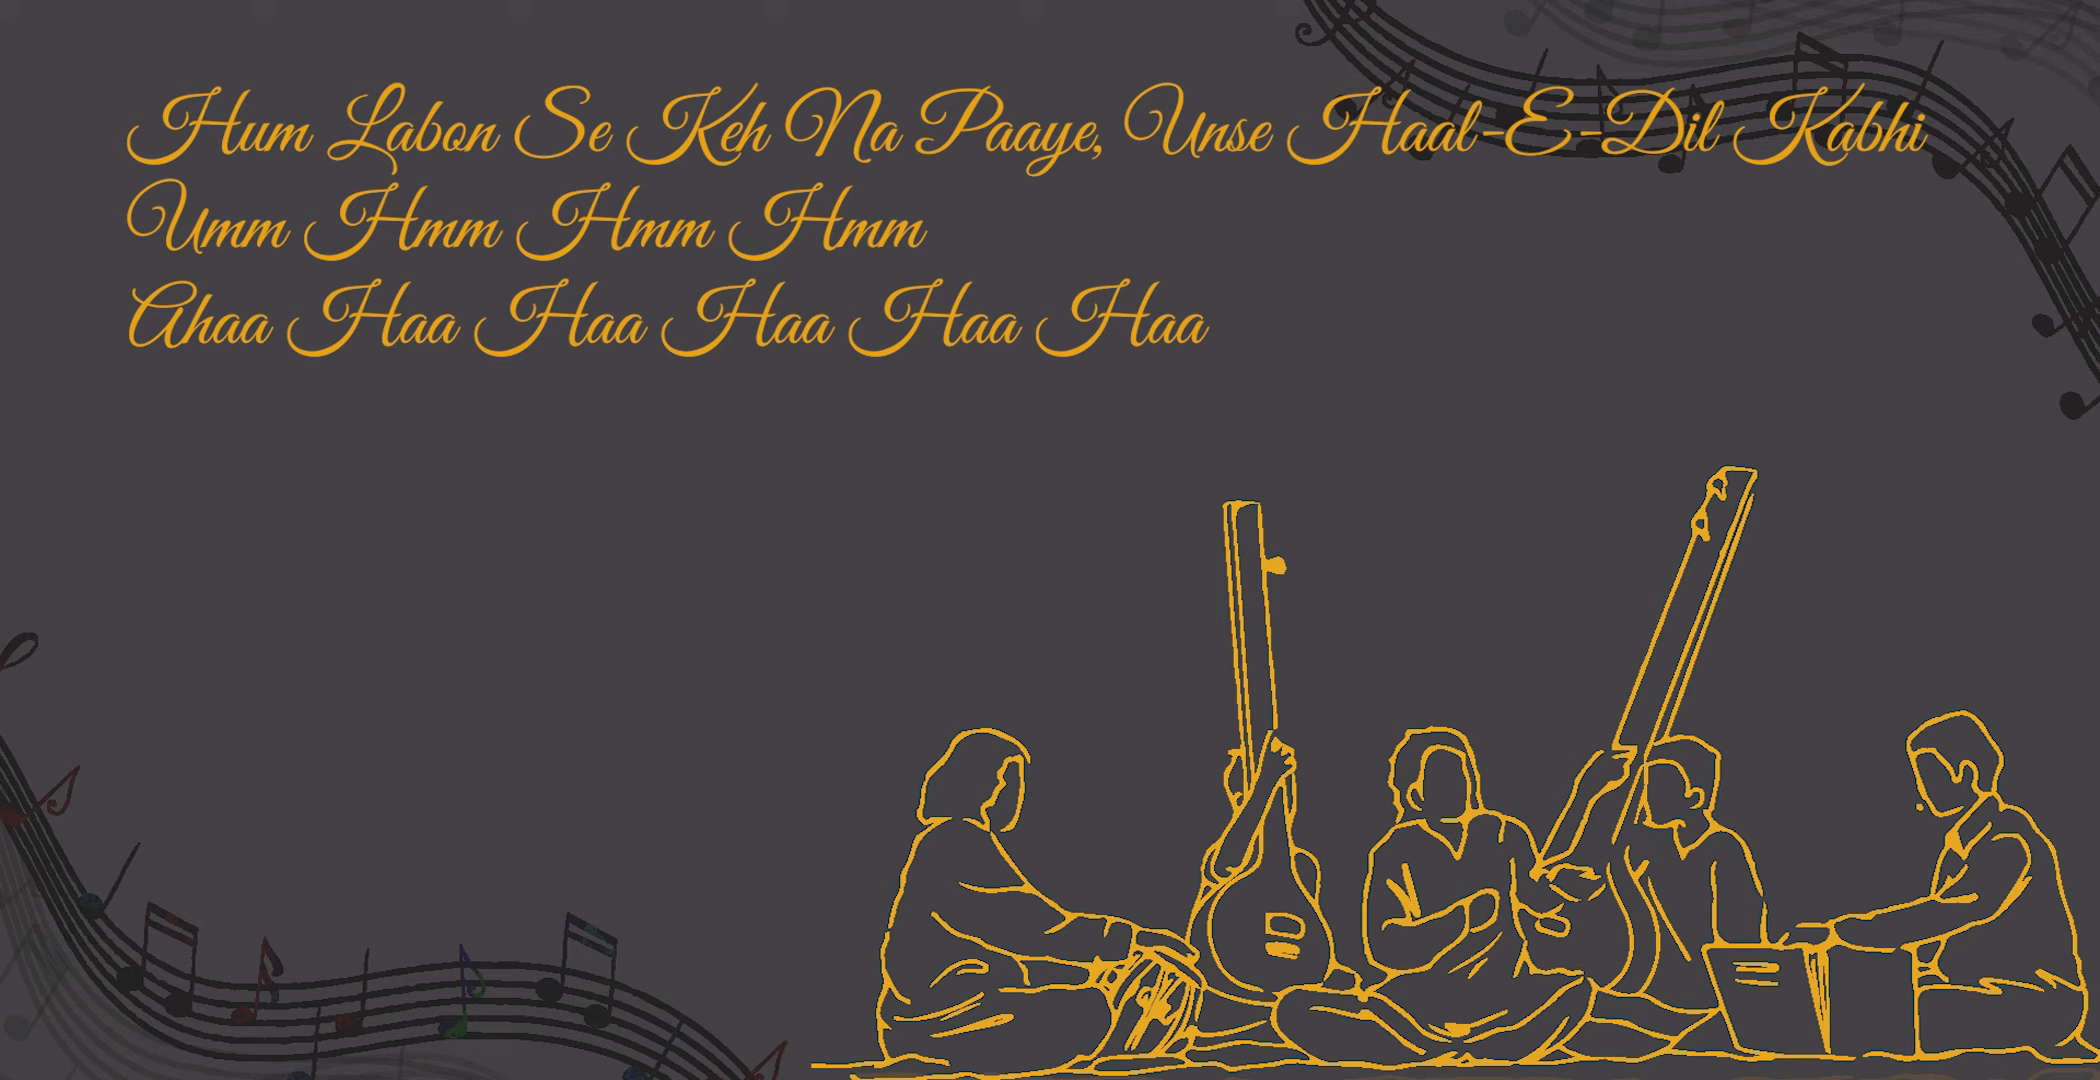 Hum Labon Se Keh Na Paaye, Unse Haal-E-Dil Kabhi
Umm Hmm Hmm Hmm
Ahaa Haa Haa Haa Haa Haa